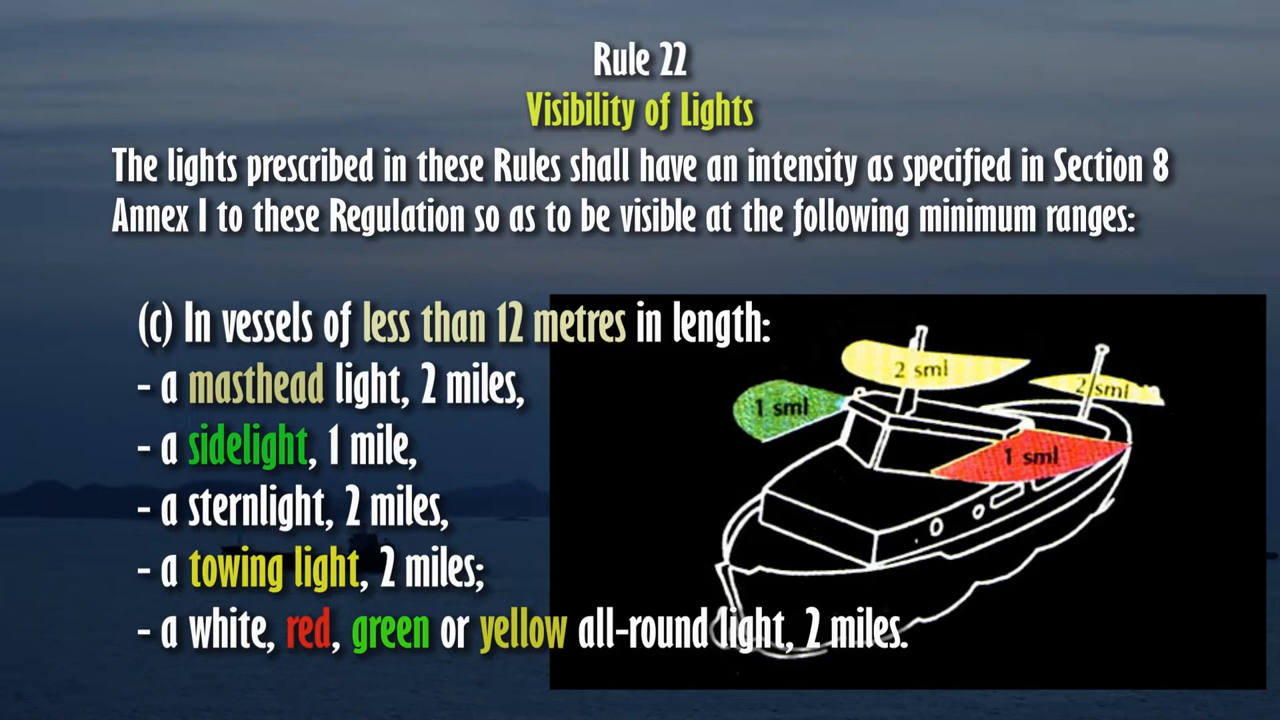 Rule 22
Visibility of Lights
The lights prescribed in these Rules shall have an intensity as specified in Section 8
Annex I to these Regulation so as to be visible at the following minimum ranges:
(c) In vessels of less than 12 metres in length:
- a masthead light, 2 miles,
- a sidelight, 1 mile,
- a sternlight, 2 miles,
- a towing light, 2 miles;
- a white, red, green or yellow all-round light, 2 miles.
2 sml
2 sml
1 sml
1 sml